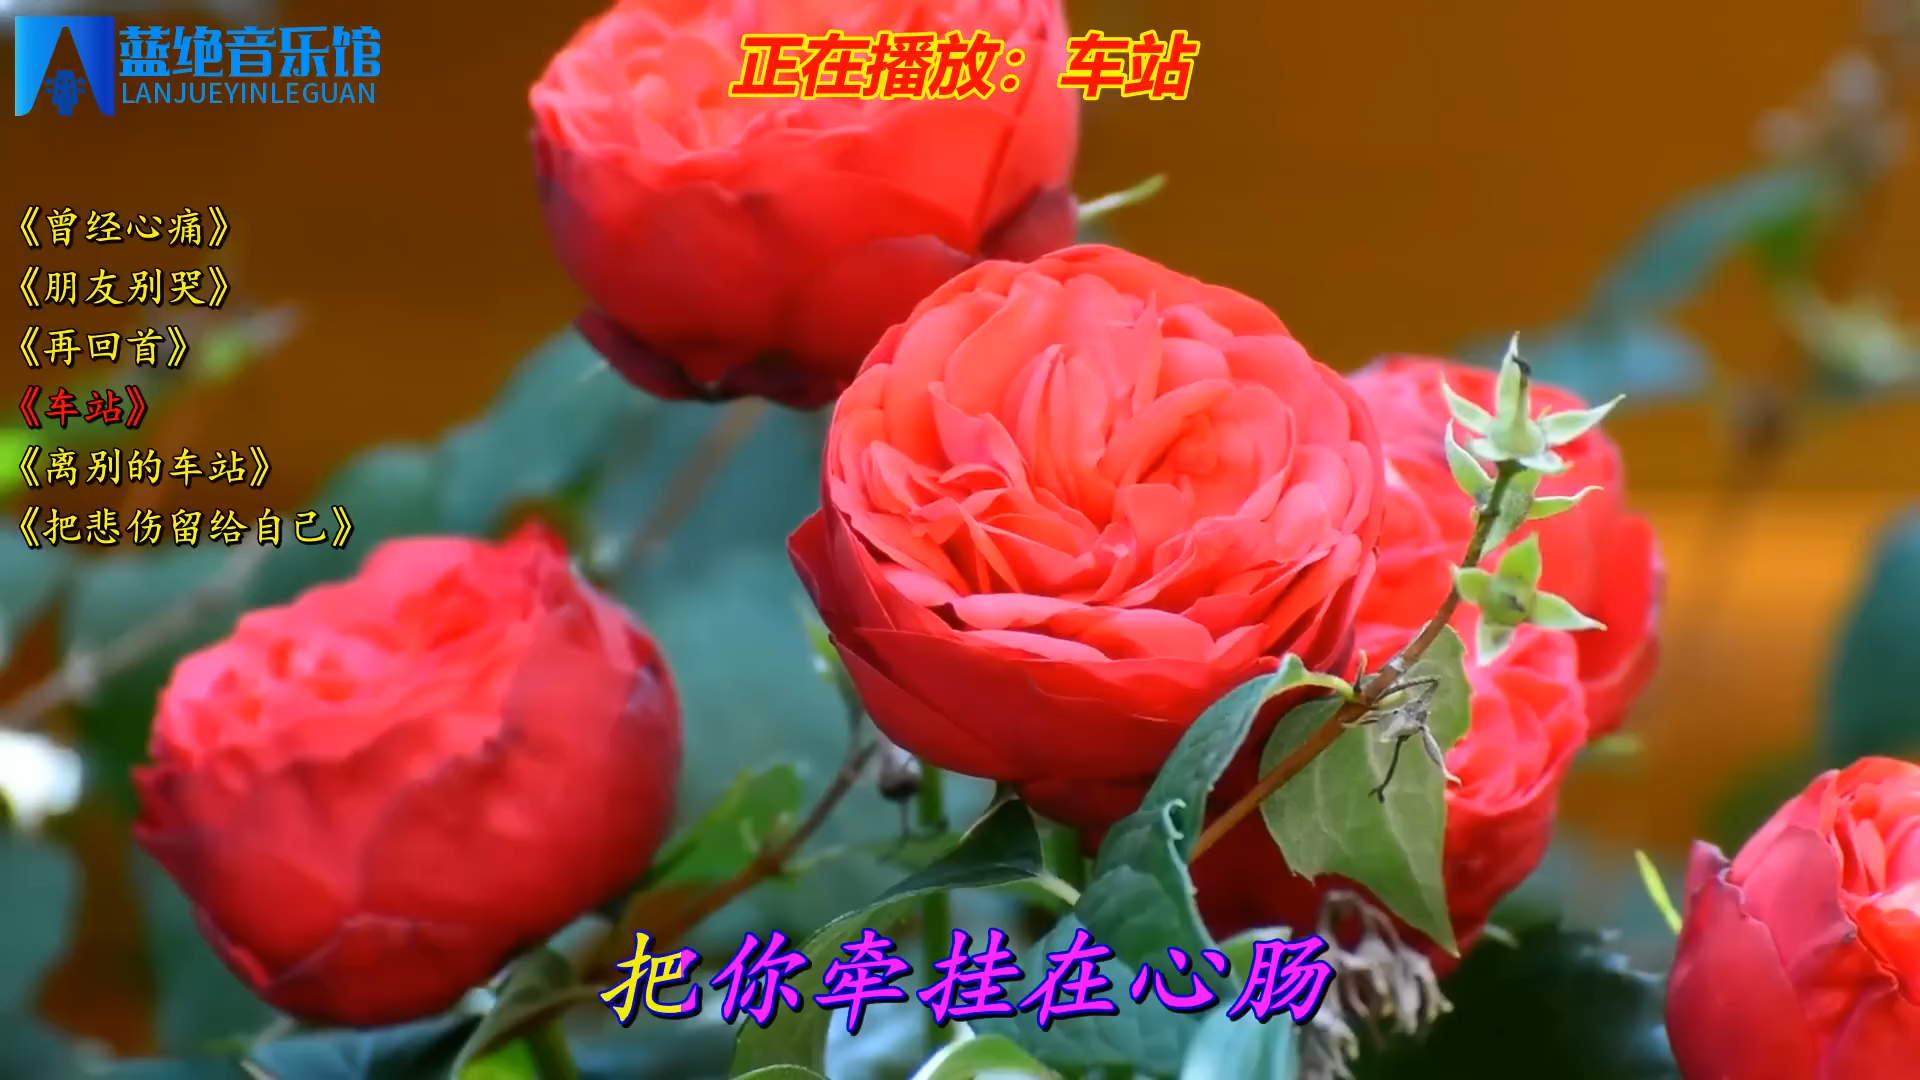 蓝绝音乐馆
LANJUEYINLEGUAN
正在播放：车站
《曾经心痛》
《朋友别哭》
《再回首》
《车站》
《离别的车站》
《把悲伤留给自己》
把你牵挂在心肠